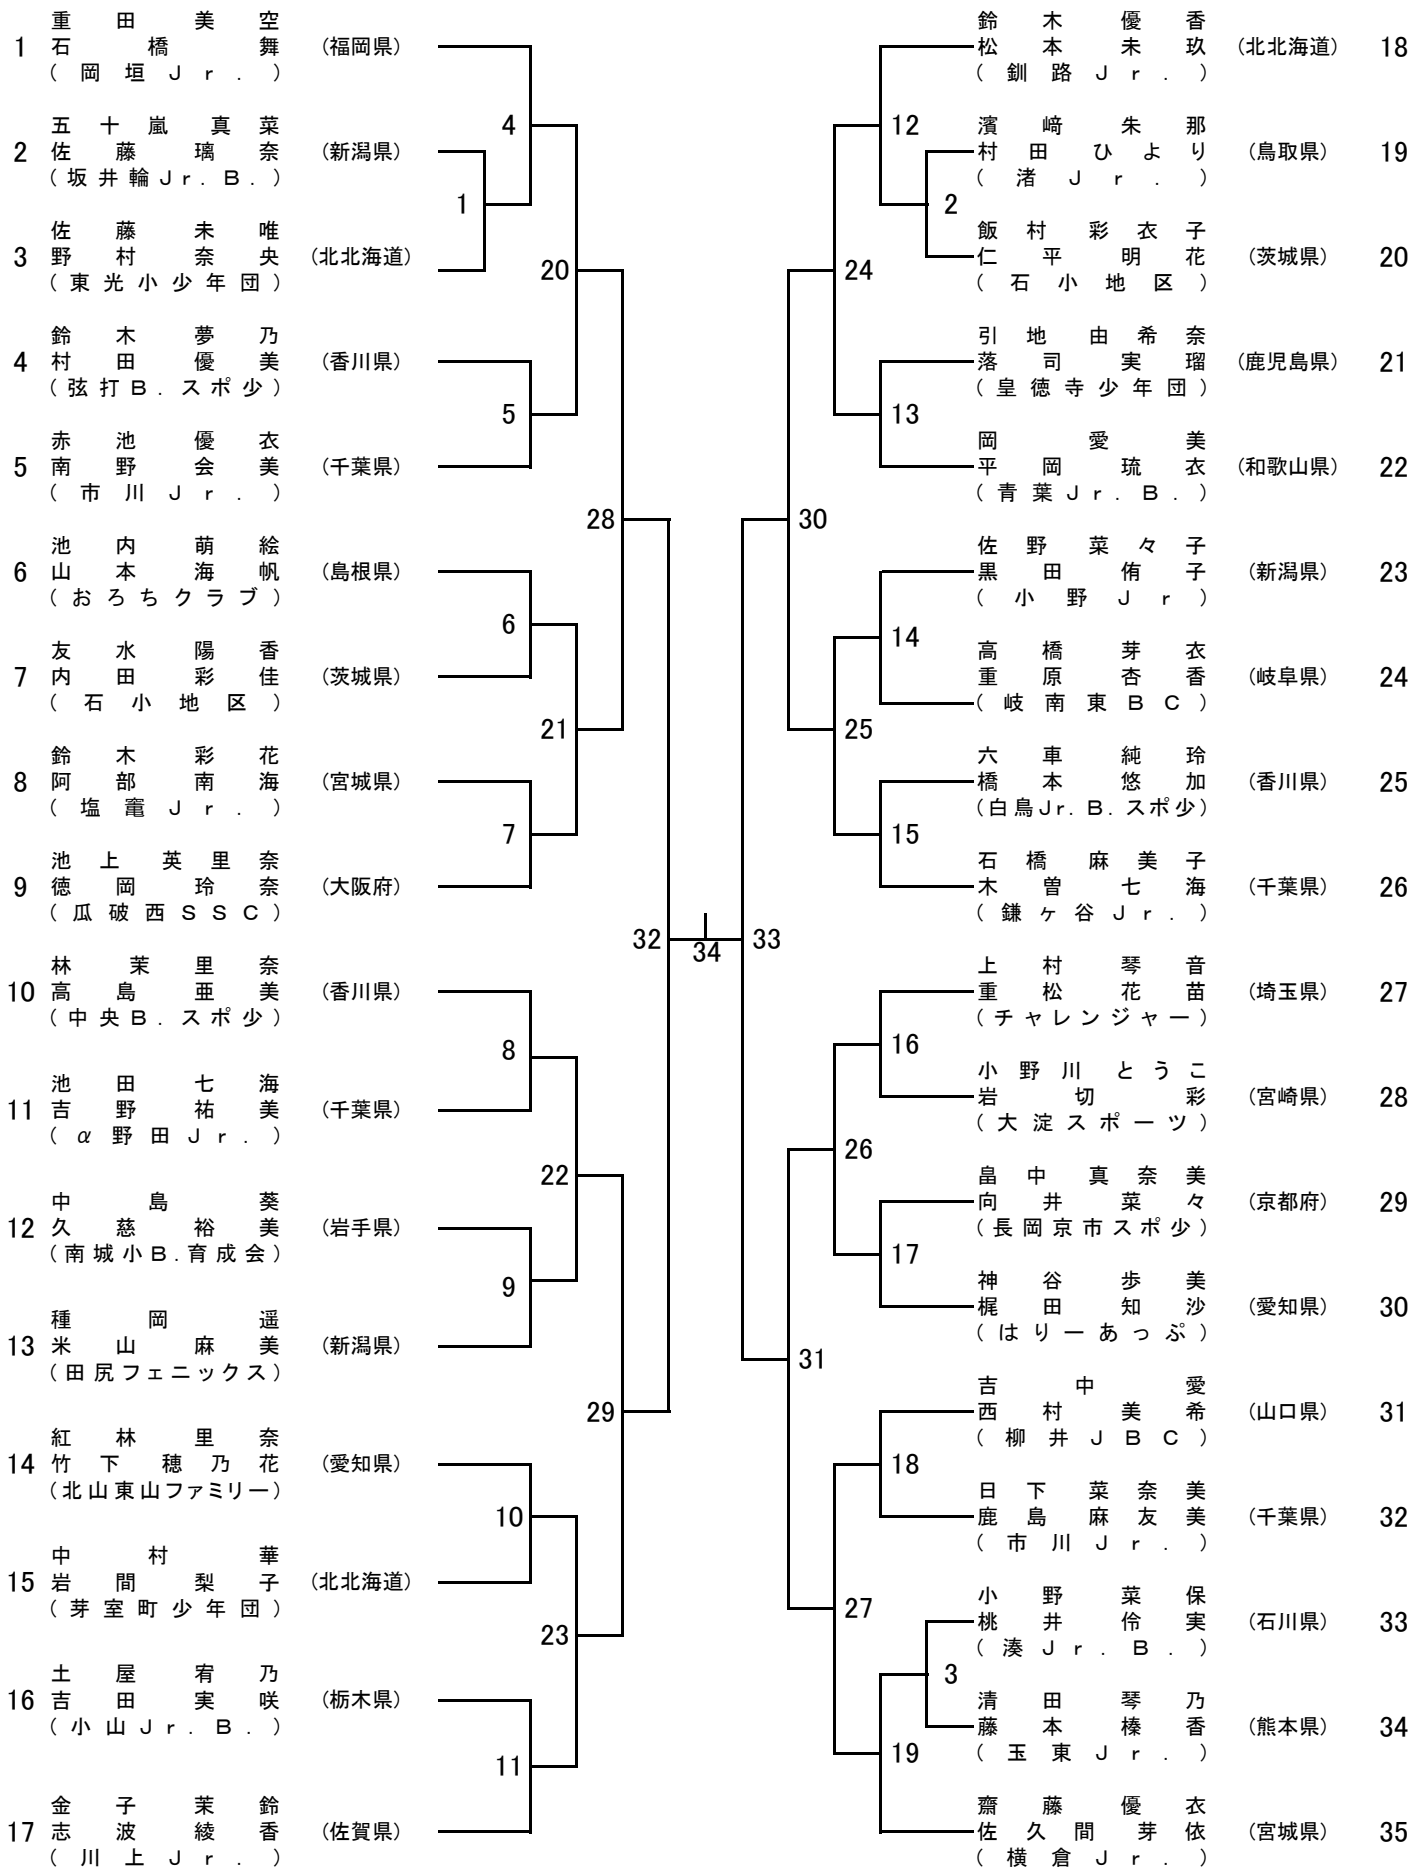 重田美空
1 石橋舞 (福岡県)
(岡垣Jr.)
五十嵐真菜
2 佐藤璃奈 (新潟県)
(坂井輪Jr.B.)
佐藤未唯
3 野村奈央 (北北海道)
(東光小少年団)
鈴木夢乃
4 村田優美 (香川県)
(弦打B.スポ少)
赤池優衣
5 南野会美 (千葉県)
(市川Jr.)
池内萌絵
6 山本海帆 (島根県)
(おろちクラブ)
友水陽香
7 内田彩佳 (茨城県)
(石小地区)
鈴木彩花
8 阿部南海 (宮城県)
(塩竃Jr.)
池上英里奈
9 徳岡玲奈 (大阪府)
(瓜破西SSC)
林茉里奈
10 高島亜美 (香川県)
(中央B.スポ少)
池田七海
11 吉野祐美 (千葉県)
(α野田Jr.)
中島葵
12 久慈裕美 (岩手県)
(南城小B.育成会)
種岡遥
13 米山麻美 (新潟県)
(田尻フェニックス)
紅林里奈
14 竹下穂乃花 (愛知県)
(北山東山ファミリー)
中村華
15 岩間梨子 (北北海道)
(芽室町少年団)
土屋宥乃
16 吉田実咲 (栃木県)
(小山Jr.B.)
金子茉鈴
17 志波綾香 (佐賀県)
(川上Jr.)
4
1
20
5
28
6
21
7
32
8
22
9
29
10
23
11
34
33
12
2
24
13
30
14
25
15
16
26
17
31
18
27
3
19
鈴木優香
松本未玖 (北北海道) 18
(釧路Jr.)
濱﨑朱那
村田ひより (鳥取県) 19
(渚Jr.)
飯村彩衣子
仁平明花 (茨城県) 20
(石小地区)
引地由希奈
落司実瑠 (鹿児島県) 21
(皇徳寺少年団)
岡愛美
平岡琉衣 (和歌山県) 22
(青葉Jr.B.)
佐野菜々子
黒田侑子 (新潟県) 23
(小野Jr)
高橋芽衣
重原杏香 (岐阜県) 24
(岐南東BC)
六車純玲
橋本悠加 (香川県) 25
(白鳥Jr.B.スポ少)
石橋麻美子
木曽七海 (千葉県) 26
(鎌ヶ谷Jr.)
上村琴音
重松花苗 (埼玉県) 27
(チャレンジャー)
小野川とうこ
岩切彩 (宮崎県) 28
(大淀スポーツ)
畠中真奈美
向井菜々 (京都府) 29
(長岡京市スポ少)
神谷歩美
梶田知沙 (愛知県) 30
(はりーあっぷ)
吉中愛
西村美希 (山口県) 31
(柳井JBC)
日下菜奈美
鹿島麻友美 (千葉県) 32
(市川Jr.)
小野菜保
桃井伶実 (石川県) 33
(湊Jr.B.)
清田琴乃
藤本榛香 (熊本県) 34
(玉東Jr.)
齋藤優衣
佐久間芽依 (宮城県) 35
(横倉Jr.)